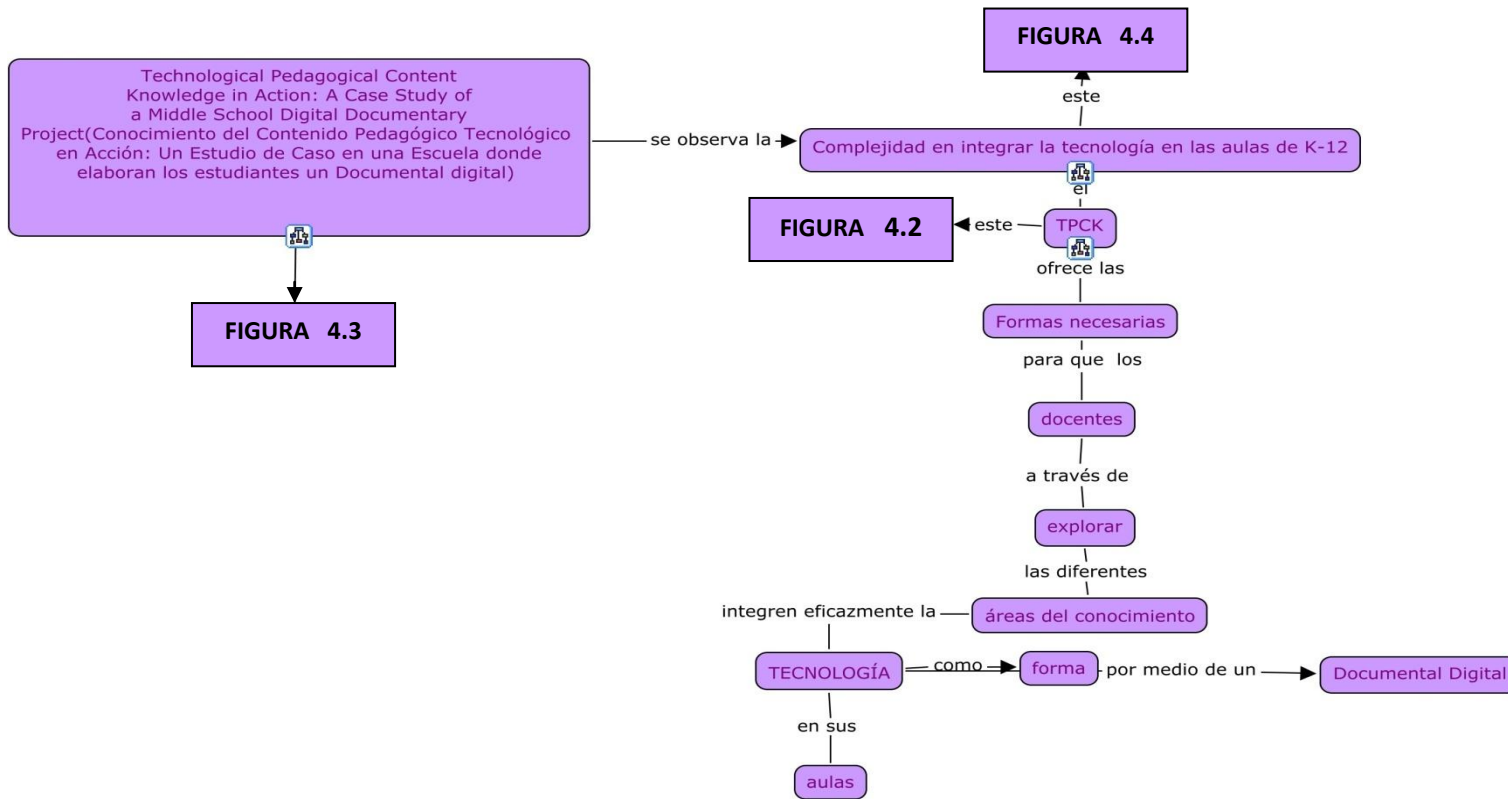 FIGURA 4.4
Technological Pedagogical Content
Knowledge in Action: A Case Study of
a Middle School Digital Documentary
Project(Conocimiento del Contenido Pedagógico Tecnológico
en Acción: Un Estudio de Caso en una Escuela donde
elaboran los estudiantes un Documental digital)
se observa la
este
Complejidad en integrar la tecnología en las aulas de K-12
el
FIGURA 4.2
este
TPCK
ofrece las
FIGURA 4.3
Formas necesarias
para que los
docentes
a través de
explorar
las diferentes
áreas del conocimiento
integren eficazmente la
TECNOLOGÍA
como
forma
por medio de un
Documental Digital
en sus
aulas